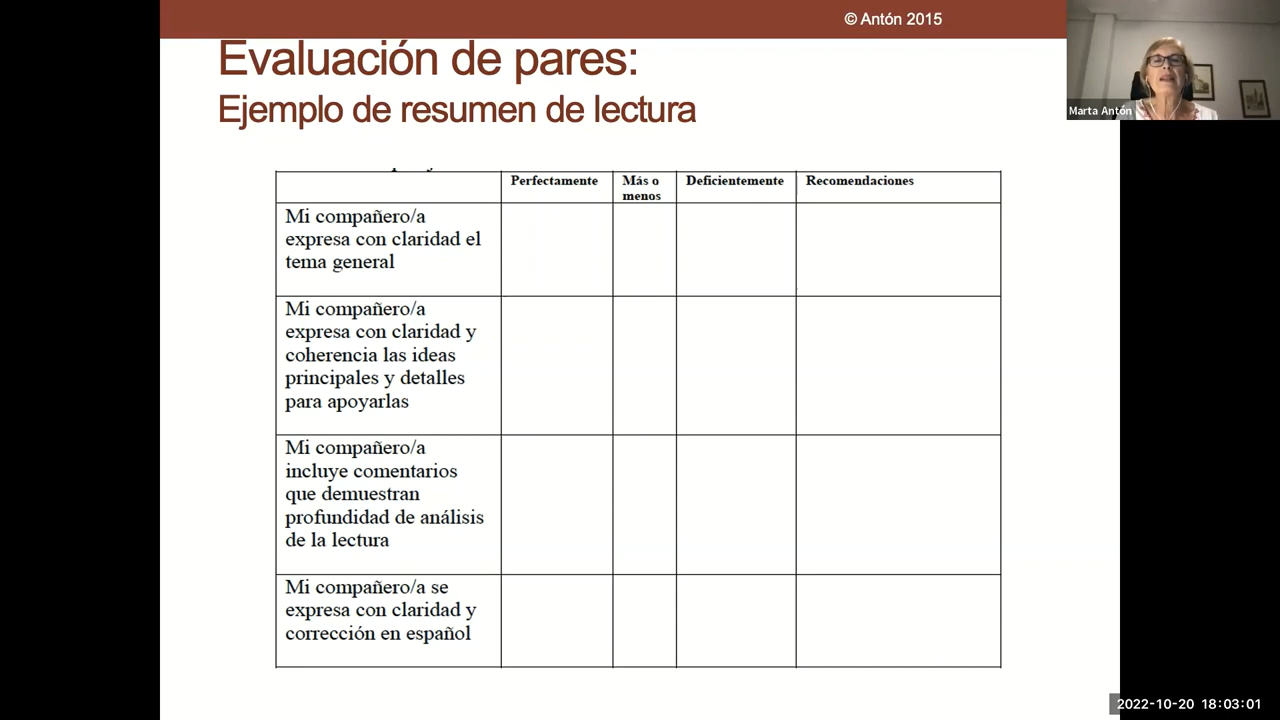 © Antón 2015
Evaluación de pares:
Ejemplo de resumen de lectura
Marta Antón
Perfectamente
Más o
menos
Deficientemente
Recomendaciones
Mi compañero/a
expresa con claridad el
tema general
Mi compañero/a
expresa con claridad y
coherencia las ideas
principales y detalles
para apoyarlas
Mi compañero/a
incluye comentarios
que demuestran
profundidad de análisis
de la lectura
Mi compañero/a se
expresa con claridad y
corrección en español
2022-10-20 18:03:01